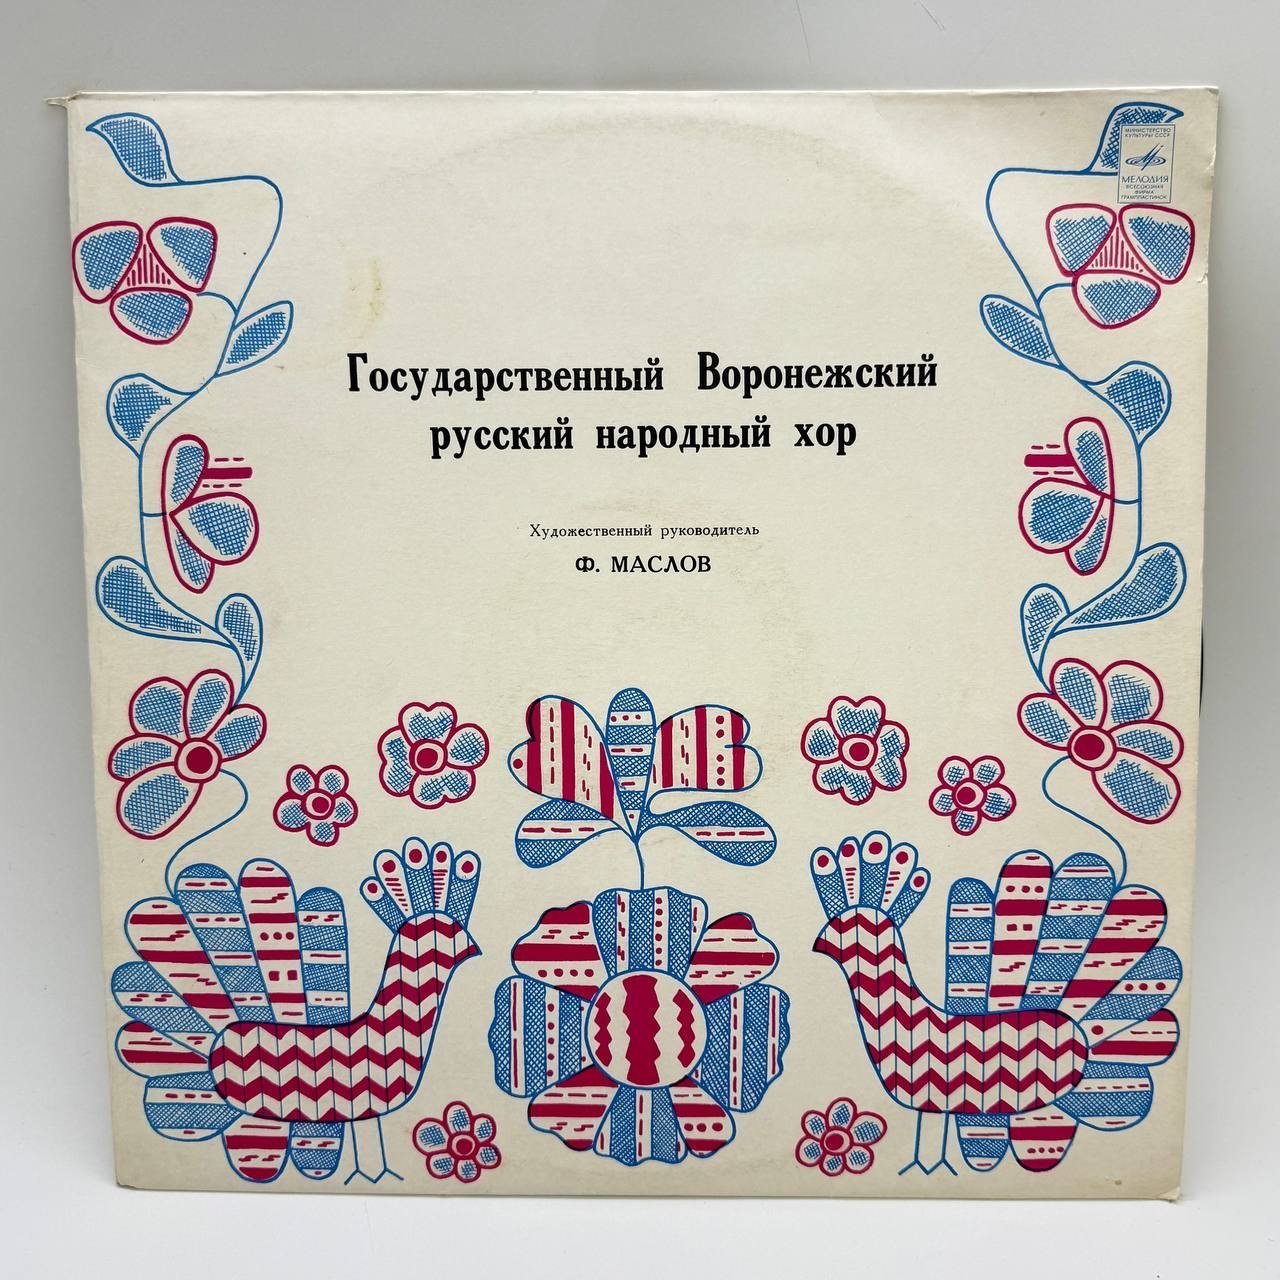 МИНИСТЕРСТВО
КУЛЬТУРЫ СССР
МЕЛОДИЯ
ВСЕСОЮЗНАЯ
ФИРМА
ГРАМПЛАСТИНОК
Государственный Воронежский
русский народный хор
Художественный руководитель
Ф. МАСЛОВ